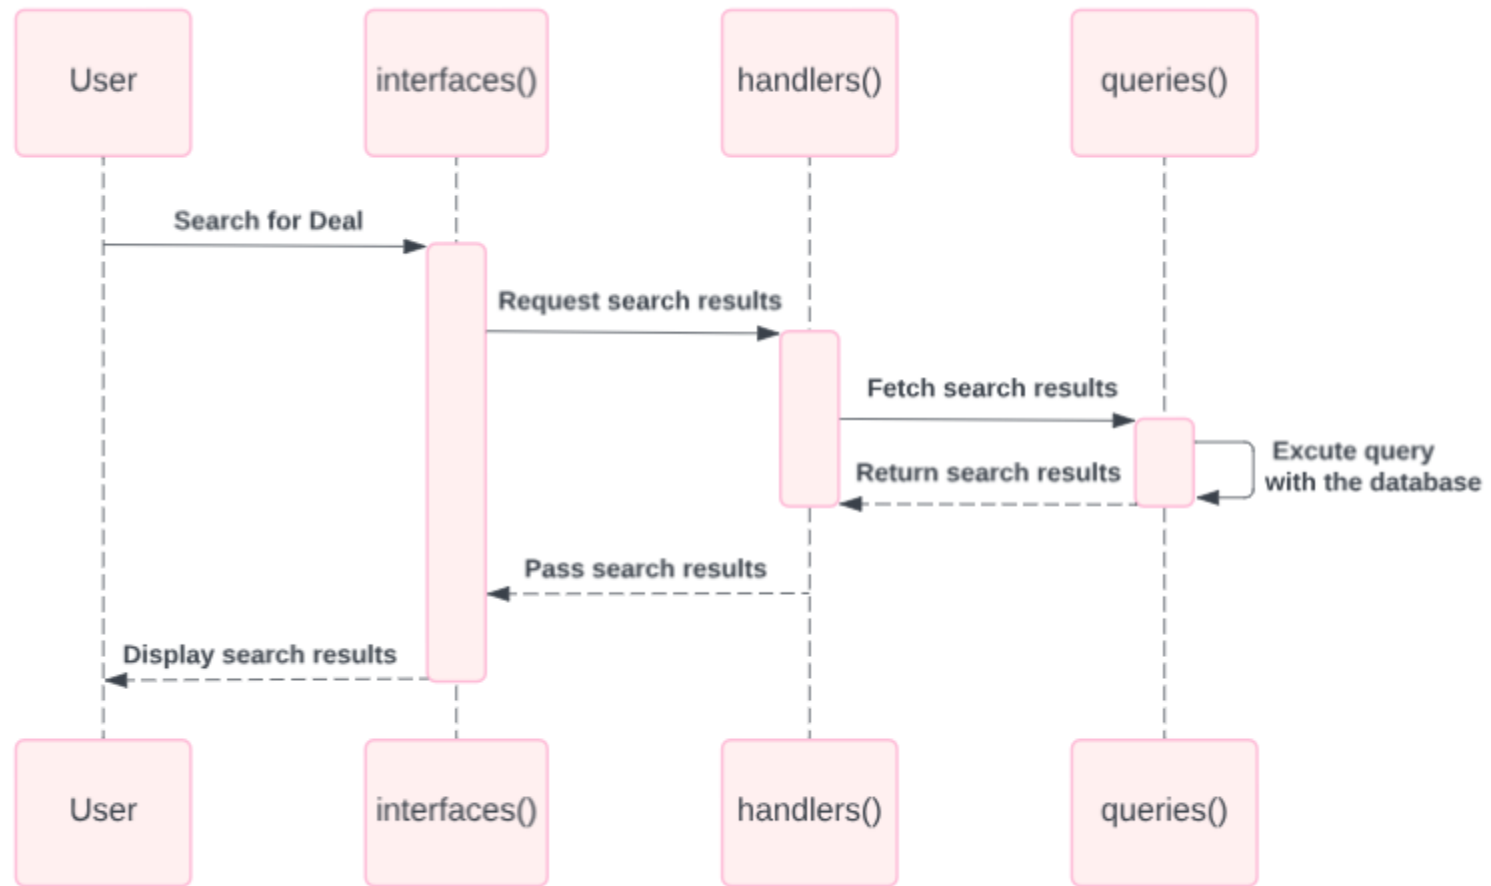 User
interfaces()
handlers()
queries()
Search for Deal
Request search results
Fetch search results
Excute query
with the database
Return search results
Pass search results
Display search results
User
interfaces()
handlers()
queries()